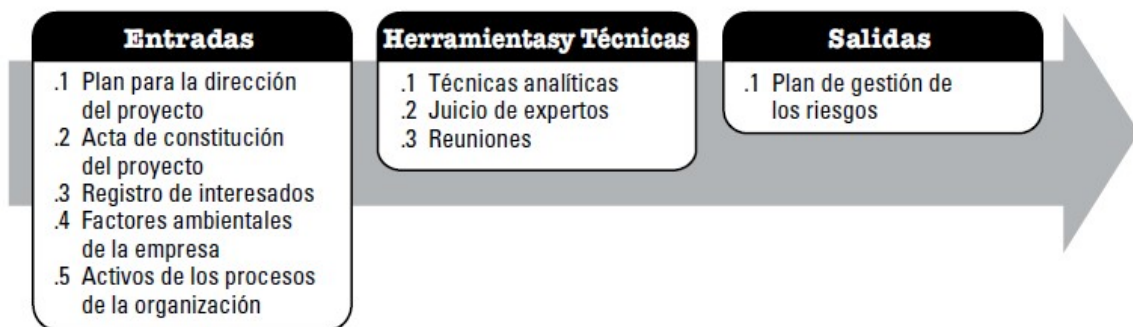 Entradas
.1 Plan para la dirección
del proyecto
.2 Acta de constitución
del proyecto
.3 Registro de interesados
.4 Factores ambientales
de la empresa
.5 Activos de los procesos
de la organización
Herramientasy Técnicas
.1 Técnicas analíticas
.2 Juicio de expertos
.3 Reuniones
Salidas
.1 Plan de gestión de
los riesgos